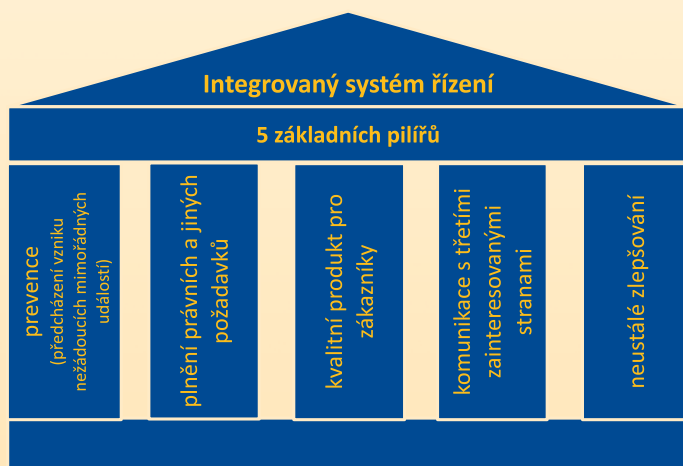 Integrovaný systém řízení
5 základních pilířů
prevence
(předcházení vzniku
nežádoucích mimořádných
událostí)
plnění právních a jiných
požadavků
kvalitní produkt pro
zákazníky
komunikace s třetími
zainteresovanými
stranami
neustálé zlepšování